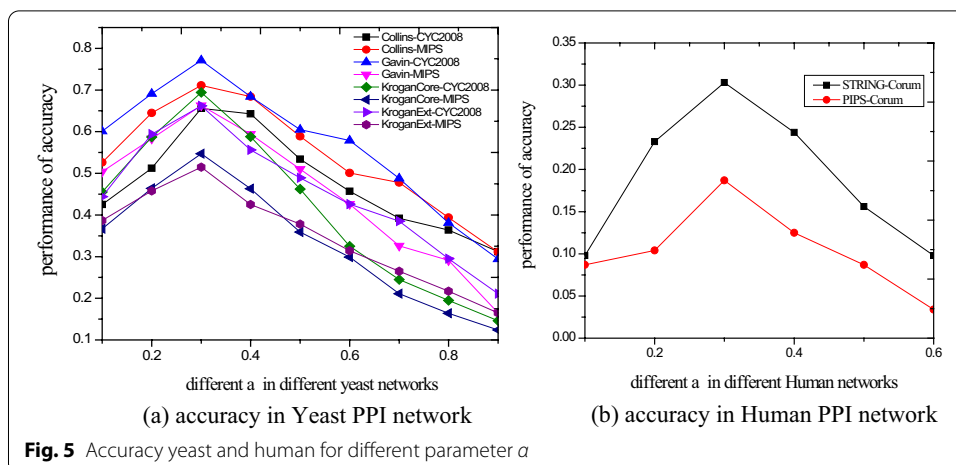 0.8
0.7
0.6
0.5
0.4
0.3
0.2
0.1
performance of accuracy
Collins-CYC2008
Collins-MIPS
Gavin-CYC2008
Gavin-MIPS
KroganCore-CYC2008
KroganCore-MIPS
KroganExt-CYC2008
KroganExt-MIPS
0.2 0.4 0.6 0.8
different a in different yeast networks
(a) accuracy in Yeast PPI network
0.35
0.30
0.25
0.20
0.15
0.10
0.05
0.00
performance of accuracy
STRING-Corum
PIPS-Corum
0.2 0.4 0.6
different a in different Human networks
(b) accuracy in Human PPI network
Fig. 5 Accuracy yeast and human for different parameter α